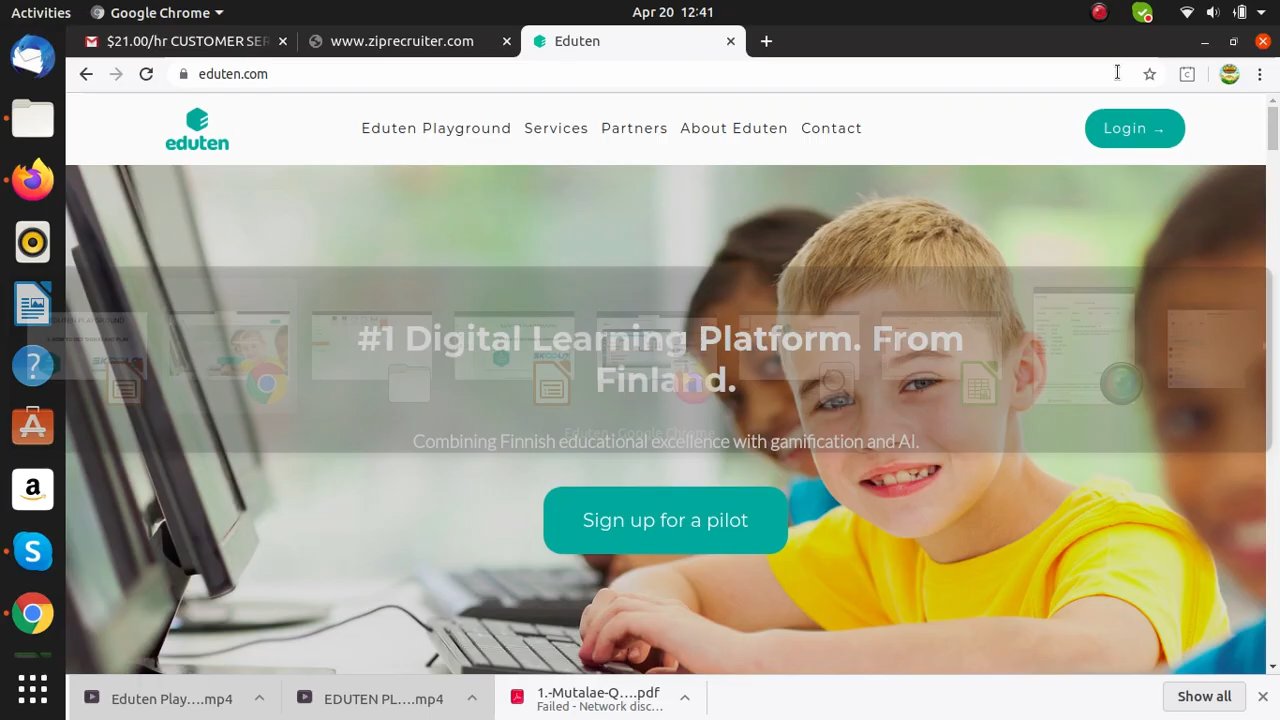 Activities
Google Chrome
Apr 20 12:41
$21.00/hr CUSTOMER SER
www.ziprecruiter.com
Eduten
eduten.com
eduten
Eduten Playground
Services
Partners
About Eduten
Contact
Login →
#1 Digital Learning Platform. From
Finland.
Eduten - Google Chrome
Combining Finnish educational excellence with gamification and AI.
Sign up for a pilot
Eduten Play....mp4
EDUTEN PL....mp4
1.-Mutalae-Q....pdf
Failed - Network disc...
Show all